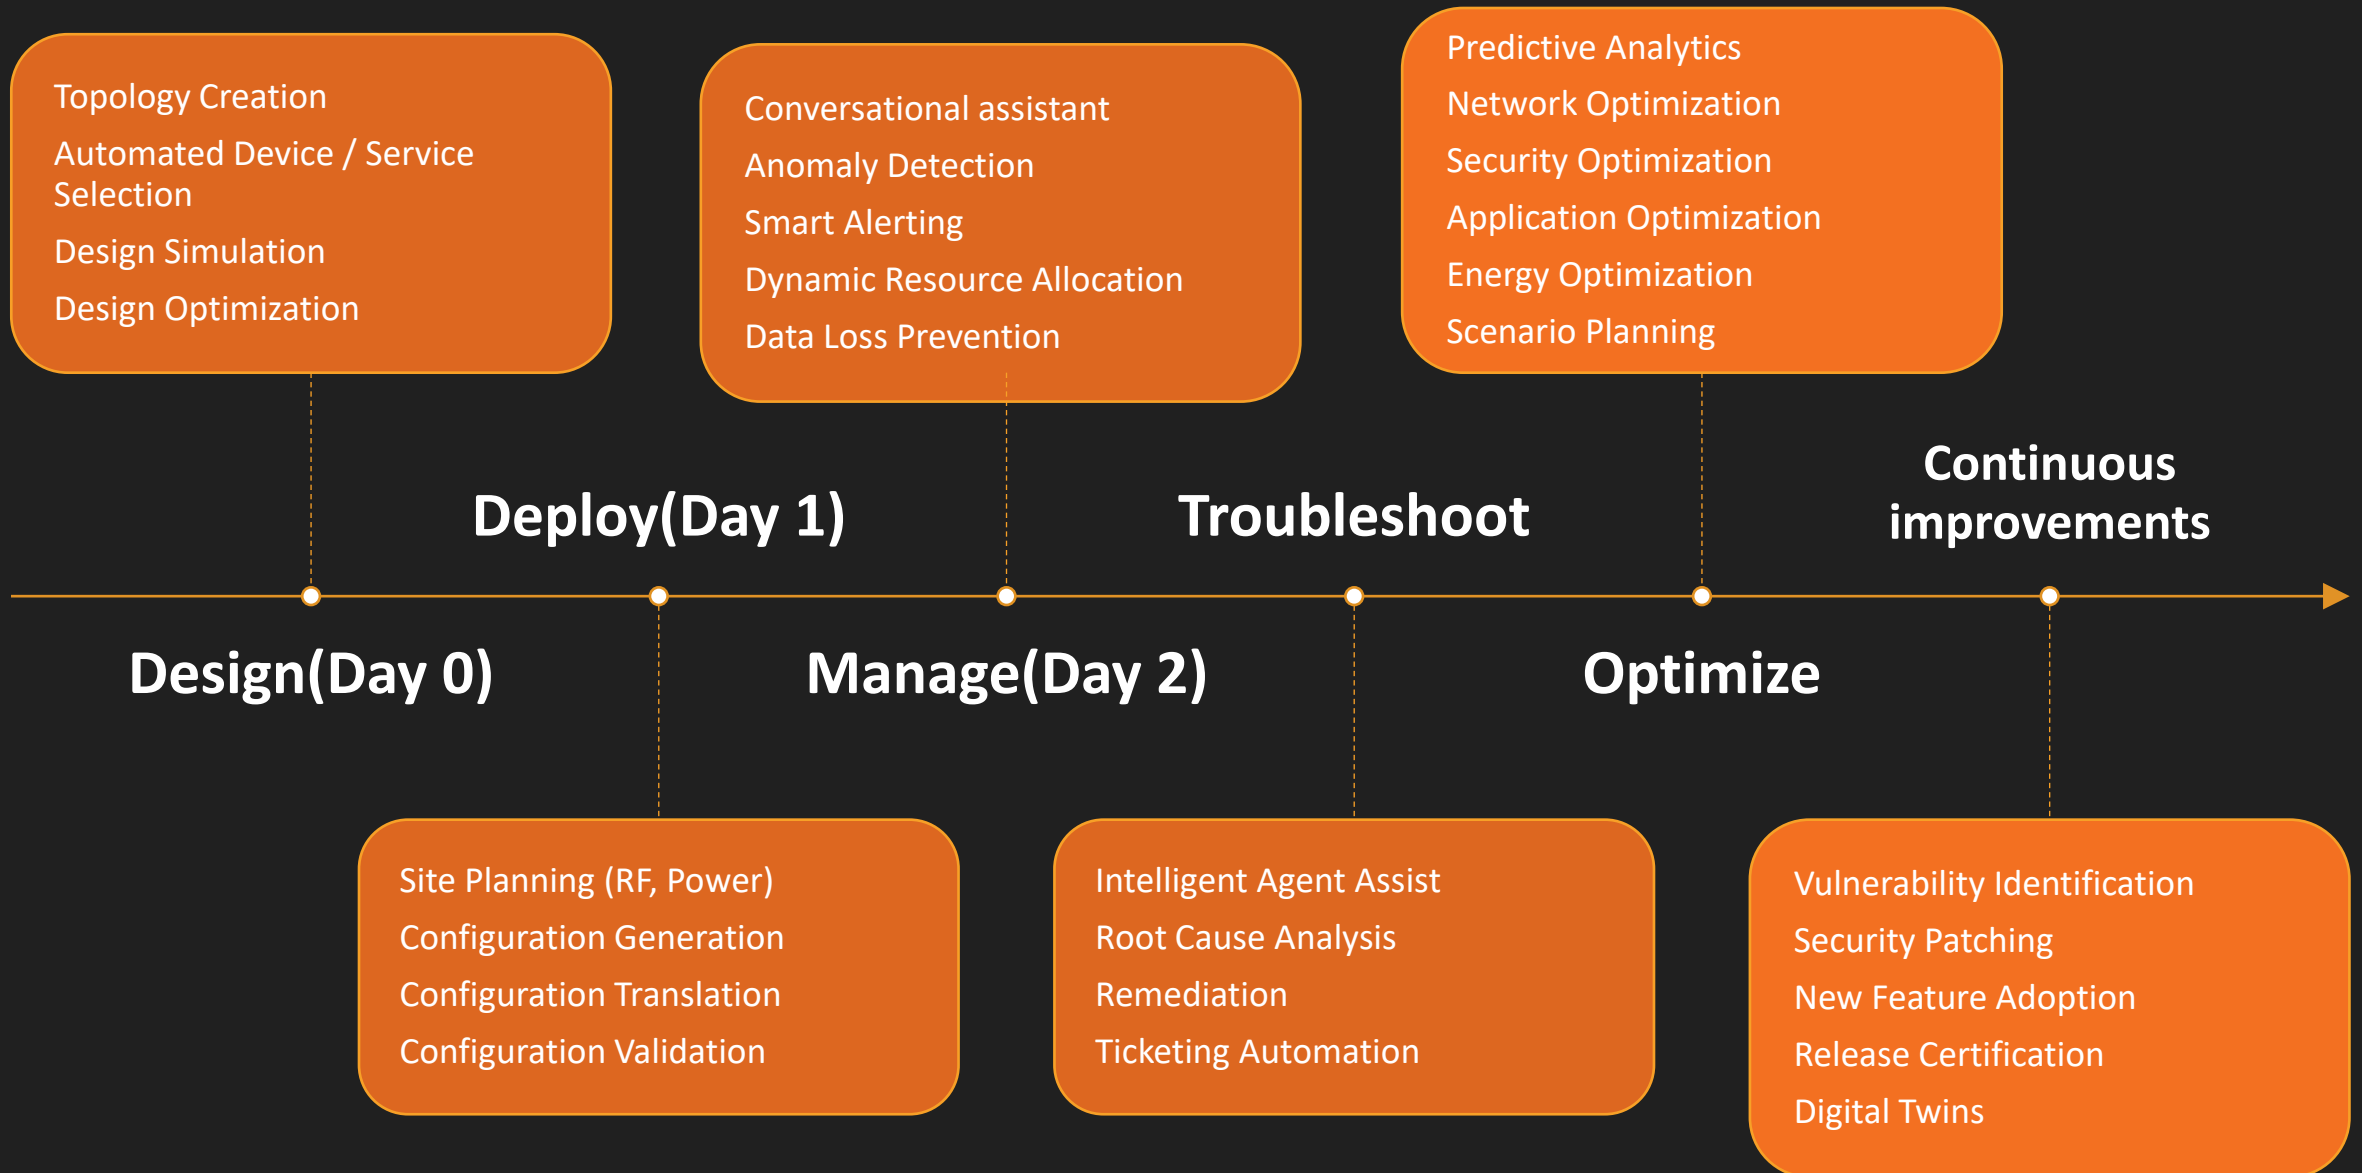 Topology Creation
Automated Device / Service
Selection
Design Simulation
Design Optimization
Conversational assistant
Anomaly Detection
Smart Alerting
Dynamic Resource Allocation
Data Loss Prevention
Predictive Analytics
Network Optimization
Security Optimization
Application Optimization
Energy Optimization
Scenario Planning
Deploy(Day 1)
Troubleshoot
Continuous
improvements
Design(Day 0)
Manage(Day 2)
Optimize
Site Planning (RF, Power)
Configuration Generation
Configuration Translation
Configuration Validation
Intelligent Agent Assist
Root Cause Analysis
Remediation
Ticketing Automation
Vulnerability Identification
Security Patching
New Feature Adoption
Release Certification
Digital Twins